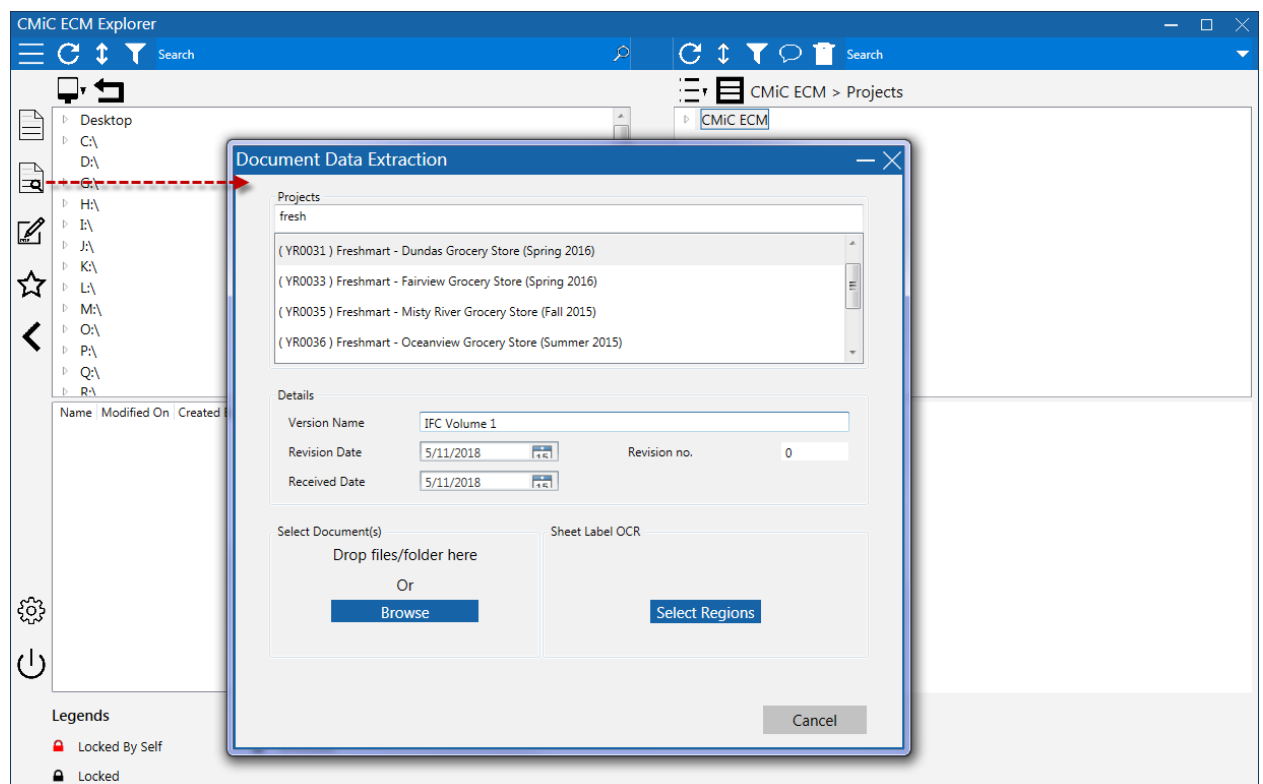 CMiC ECM Explorer
Search
Search
CMiC ECM > Projects
Desktop
C:\
D:\
G:\
H:\
I:\
J:\
K:\
L:\
M:\
O:\
P:\
Q:\
R:\
CMiC ECM
Name Modified On Created
Document Data Extraction
Projects
fresh
( YR0031 ) Freshmart - Dundas Grocery Store (Spring 2016)
( YR0033 ) Freshmart - Fairview Grocery Store (Spring 2016)
( YR0035 ) Freshmart - Misty River Grocery Store (Fall 2015)
( YR0036 ) Freshmart - Oceanview Grocery Store (Summer 2015)
Details
Version Name IFC Volume 1
Revision Date 5/11/2018 15 Revision no. 0
Received Date 5/11/2018 15
Select Document(s) Sheet Label OCR
Drop files/folder here
Or
Browse Select Regions
Cancel
Legends
Locked By Self
Locked